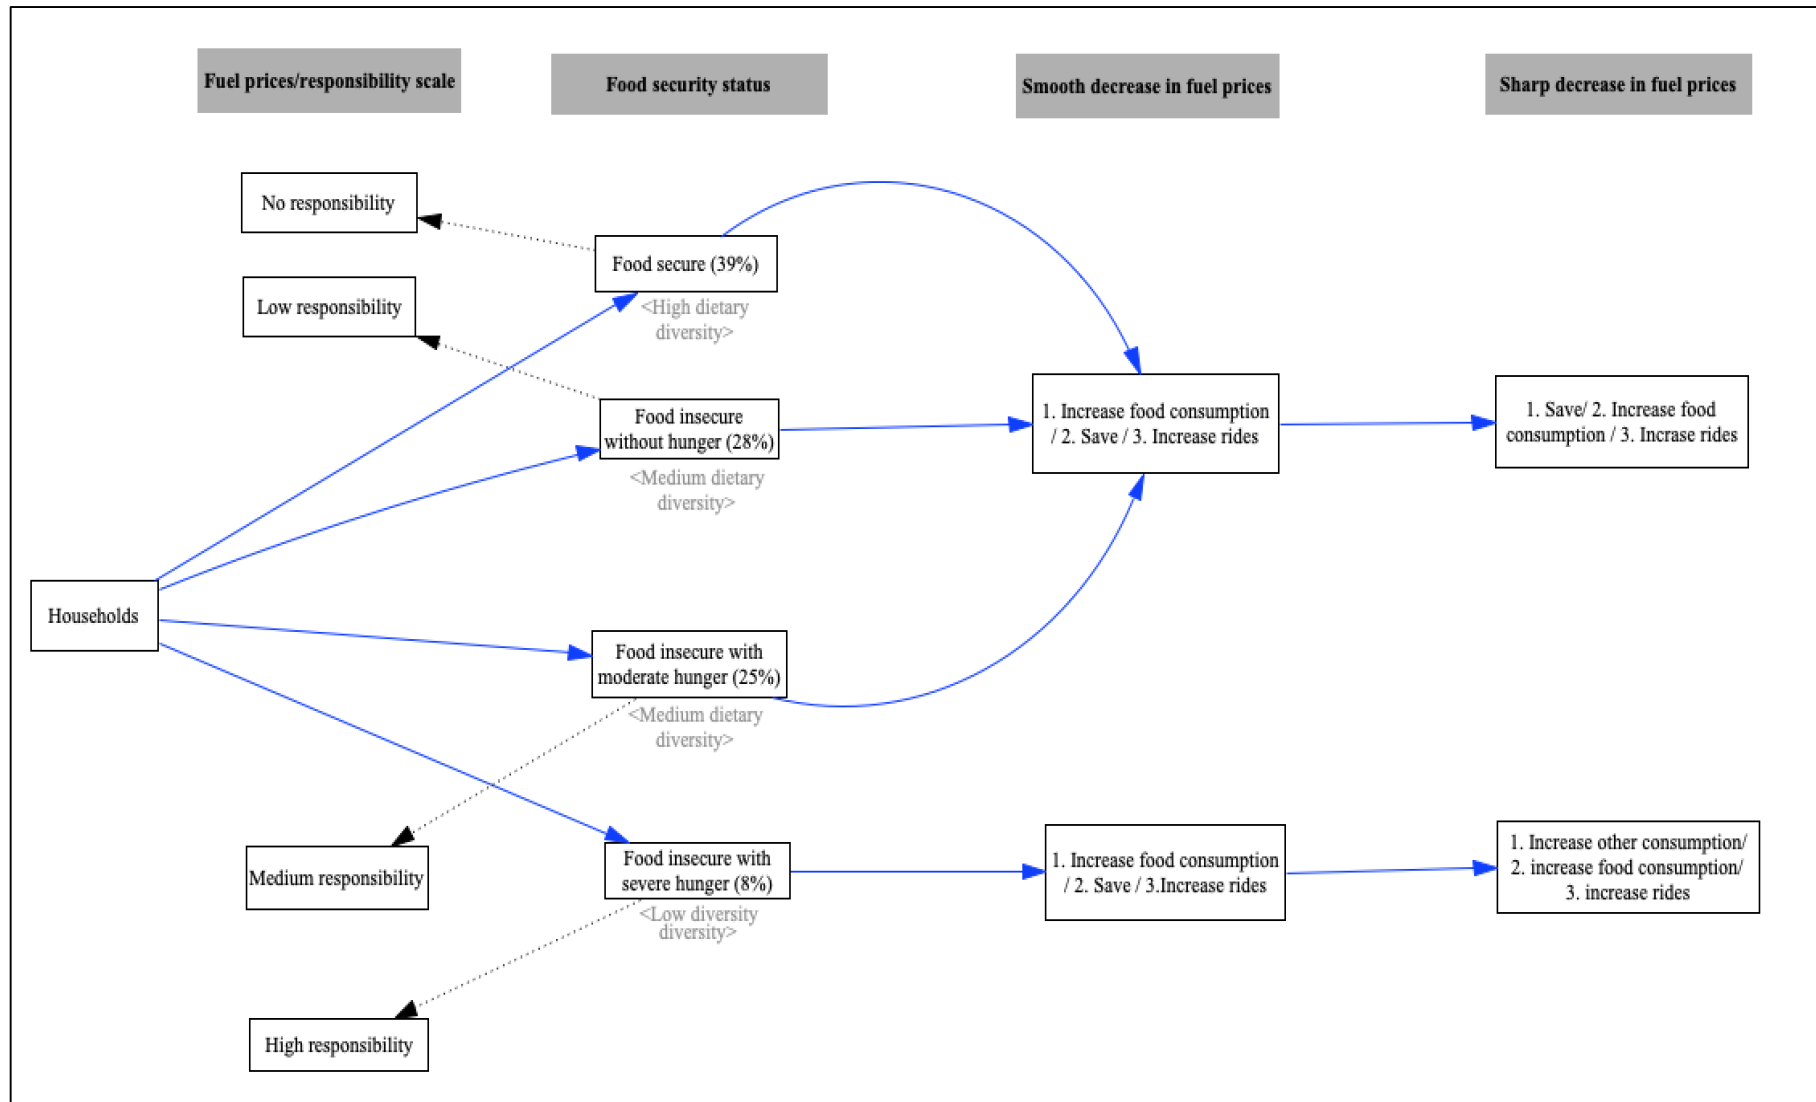 Fuel prices/responsibility scale
Food security status
Smooth decrease in fuel prices
Sharp decrease in fuel prices
No responsibility
Food secure (39%)
<High dietary
diversity>
Low responsibility
Food insecure
without hunger (28%)
<Medium dietary
diversity>
1. Increase food consumption
/ 2. Save / 3. Increase rides
1. Save/ 2. Increase food
consumption / 3. Incrase rides
Households
Food insecure with
moderate hunger (25%)
<Medium dietary
diversity>
Medium responsibility
Food insecure with
severe hunger (8%)
<Low diversity
diversity>
1. Increase food consumption
/ 2. Save / 3.Increase rides
1. Increase other consumption/
2. increase food consumption/
3. increase rides
High responsibility